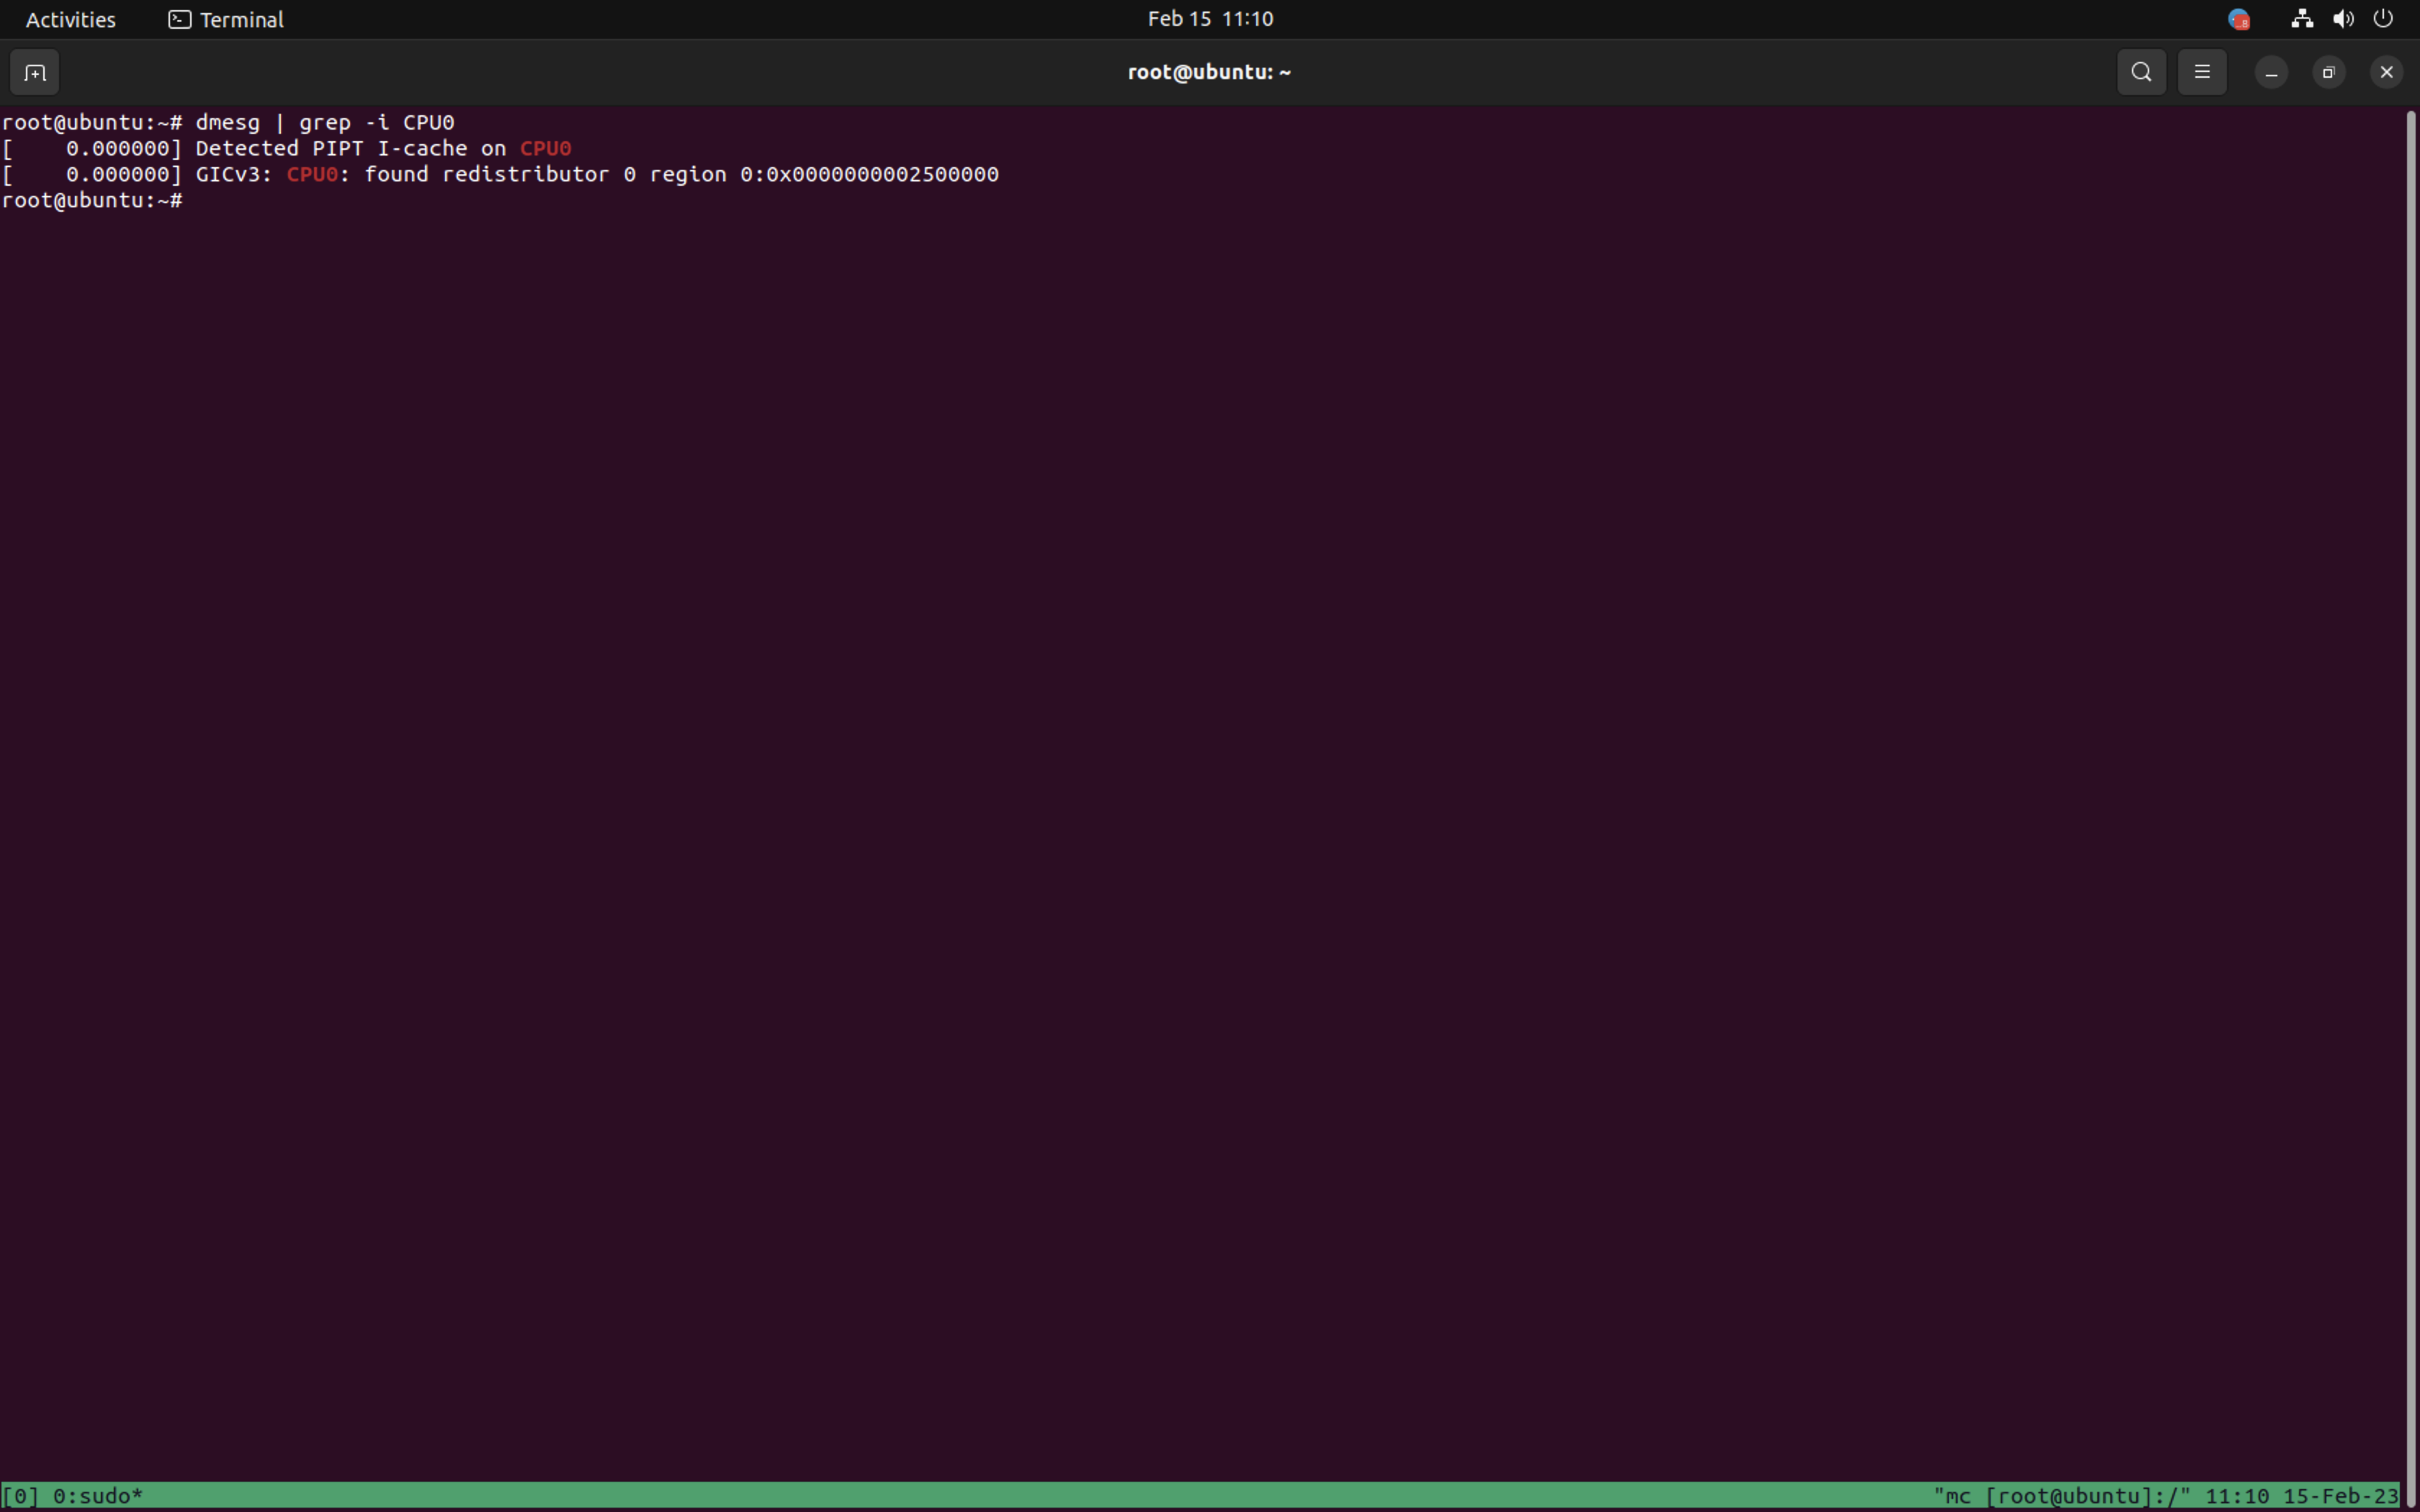 Activities Terminal Feb 15 11:10
root@ubuntu: ~
root@ubuntu:~# dmesg | grep -i CPU0
[    0.000000] Detected PIPT I-cache on CPU0
[    0.000000] GICv3: CPU0: found redistributor 0 region 0:0x0000000002500000
root@ubuntu:~#
[0] 0:sudo* "mc [root@ubuntu]:/" 11:10 15-Feb-23